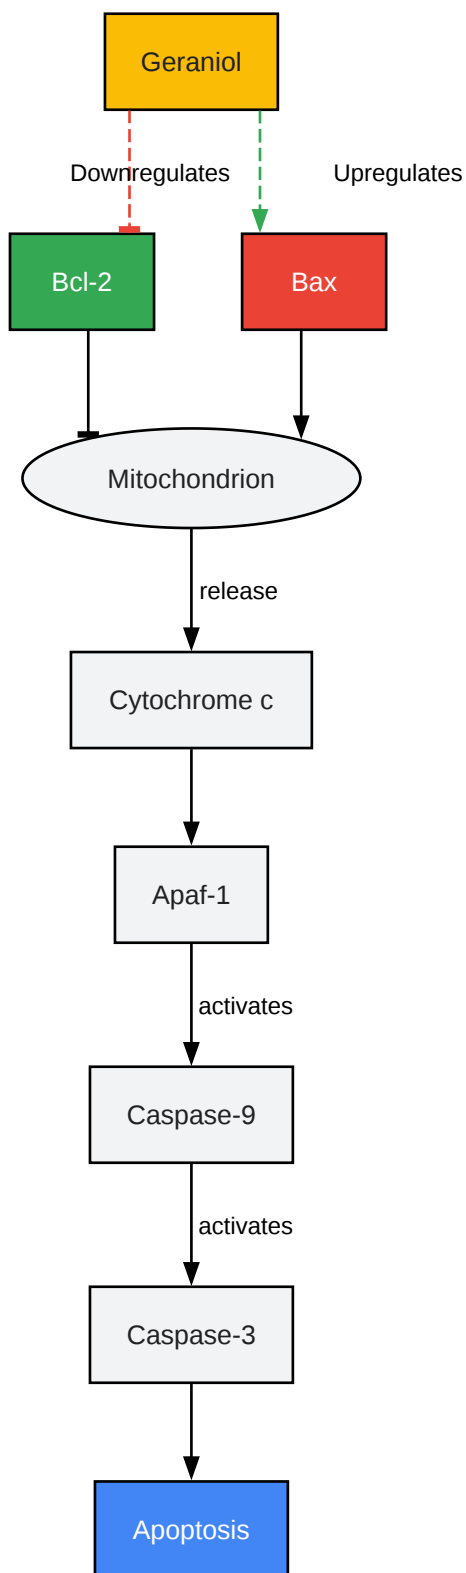 Geraniol
Downregulates
Upregulates
Bcl-2
Bax
Mitochondrion
release
Cytochrome c
Apaf-1
activates
Caspase-9
activates
Caspase-3
Apoptosis